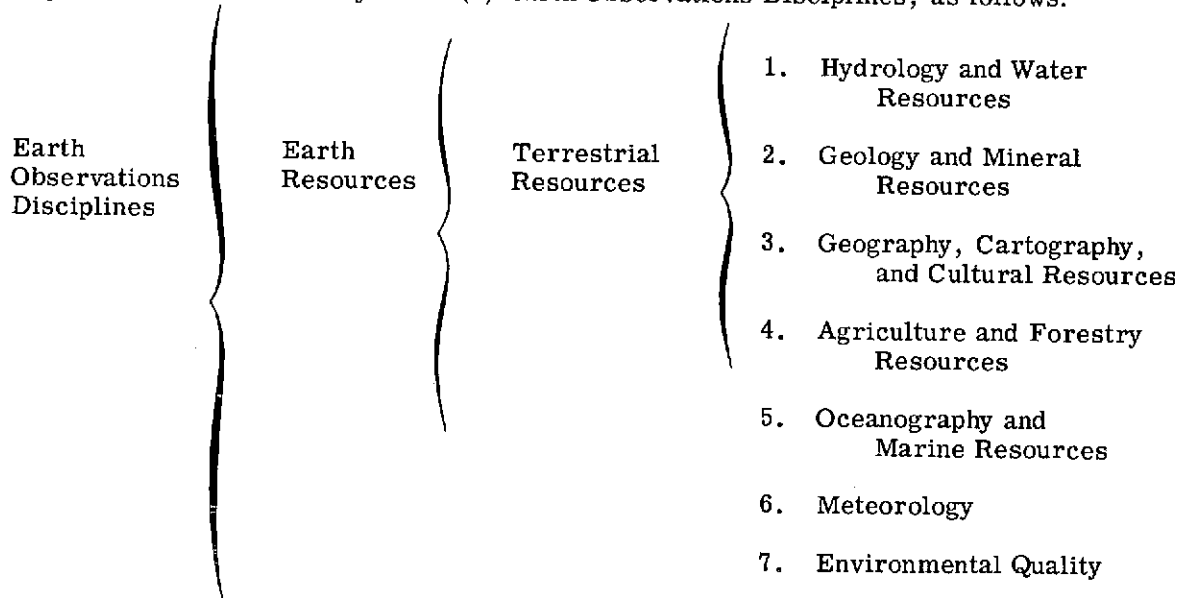 Earth Observations Disciplines, as follows:
Earth
Observations
Disciplines
Earth
Resources
Terrestrial
Resources
1. Hydrology and Water
Resources
2. Geology and Mineral
Resources
3. Geography, Cartography,
and Cultural Resources
4. Agriculture and Forestry
Resources
5. Oceanography and
Marine Resources
6. Meteorology
7. Environmental Quality